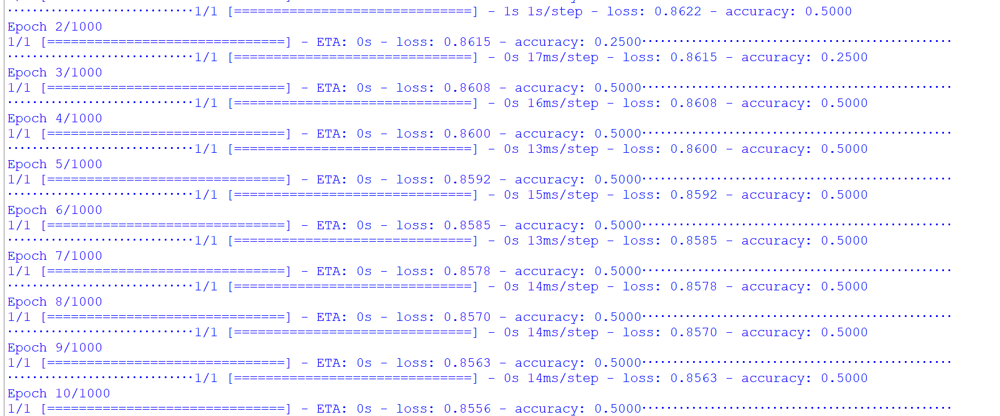 ····································1/1 [==============================] - 1s 1s/step - loss: 0.8622 - accuracy: 0.5000
Epoch 2/1000
1/1 [==============================] - ETA: 0s - loss: 0.8615 - accuracy: 0.2500····························································
····································1/1 [==============================] - 0s 17ms/step - loss: 0.8615 - accuracy: 0.2500
Epoch 3/1000
1/1 [==============================] - ETA: 0s - loss: 0.8608 - accuracy: 0.5000····························································
····································1/1 [==============================] - 0s 16ms/step - loss: 0.8608 - accuracy: 0.5000
Epoch 4/1000
1/1 [==============================] - ETA: 0s - loss: 0.8600 - accuracy: 0.5000····························································
····································1/1 [==============================] - 0s 13ms/step - loss: 0.8600 - accuracy: 0.5000
Epoch 5/1000
1/1 [==============================] - ETA: 0s - loss: 0.8592 - accuracy: 0.5000····························································
····································1/1 [==============================] - 0s 15ms/step - loss: 0.8592 - accuracy: 0.5000
Epoch 6/1000
1/1 [==============================] - ETA: 0s - loss: 0.8585 - accuracy: 0.5000····························································
····································1/1 [==============================] - 0s 13ms/step - loss: 0.8585 - accuracy: 0.5000
Epoch 7/1000
1/1 [==============================] - ETA: 0s - loss: 0.8578 - accuracy: 0.5000····························································
····································1/1 [==============================] - 0s 14ms/step - loss: 0.8578 - accuracy: 0.5000
Epoch 8/1000
1/1 [==============================] - ETA: 0s - loss: 0.8570 - accuracy: 0.5000····························································
····································1/1 [==============================] - 0s 14ms/step - loss: 0.8570 - accuracy: 0.5000
Epoch 9/1000
1/1 [==============================] - ETA: 0s - loss: 0.8563 - accuracy: 0.5000····························································
····································1/1 [==============================] - 0s 14ms/step - loss: 0.8563 - accuracy: 0.5000
Epoch 10/1000
1/1 [==============================] - ETA: 0s - loss: 0.8556 - accuracy: 0.5000····························································